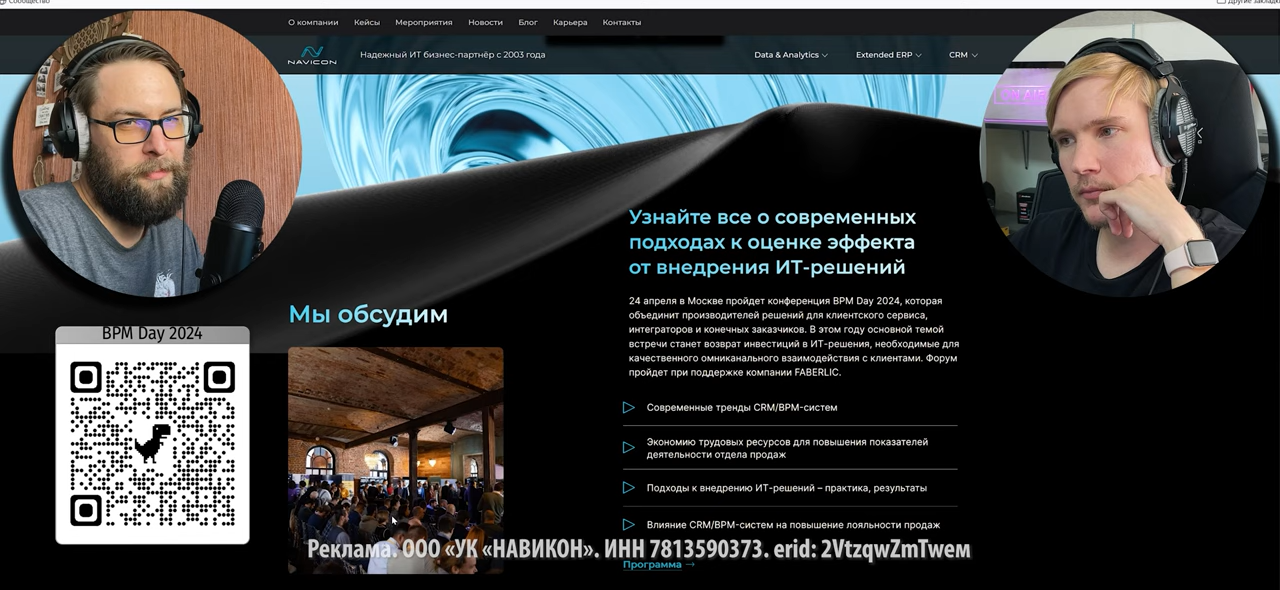 Сообщество
Другие закладки
О компании Кейсы Мероприятия Новости Блог Карьера Контакты
NAVICON
Надежный ИТ бизнес-партнёр с 2003 года
Data & Analytics Extended ERP CRM
Узнайте все о современных
подходах к оценке эффекта
от внедрения ИТ-решений
24 апреля в Москве пройдет конференция BPM Day 2024, которая
объединит производителей решений для клиентского сервиса,
интеграторов и конечных заказчиков. В этом году основной темой
встречи станет возврат инвестиций в ИТ-решения, необходимые для
качественного омниканального взаимодействия с клиентами. Форум
пройдет при поддержке компании FABERLIC.
Мы обсудим
BPM Day 2024
Современные тренды CRM/BPM-систем
Экономию трудовых ресурсов для повышения показателей
деятельности отдела продаж
Подходы к внедрению ИТ-решений – практика, результаты
Влияние CRM/BPM-систем на повышение лояльности продаж
Реклама. ООО «УК «НАВИКОН». ИНН 7813590373. erid: 2VtzqwZmTwem
Программа →